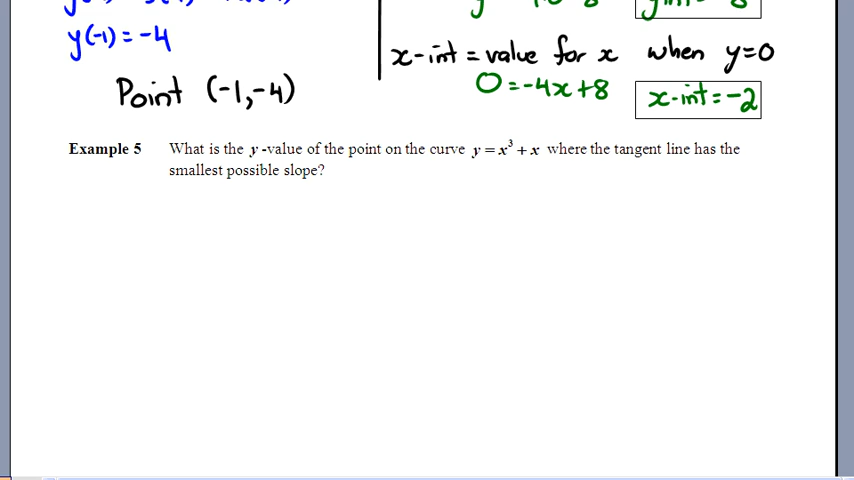 y(-1) = -4
Point (-1,-4)
x-int = value for x when y=0
0 = -4x+8
x-int = -2
Example 5 What is the y-value of the point on the curve y = x³ + x where the tangent line has the
smallest possible slope?